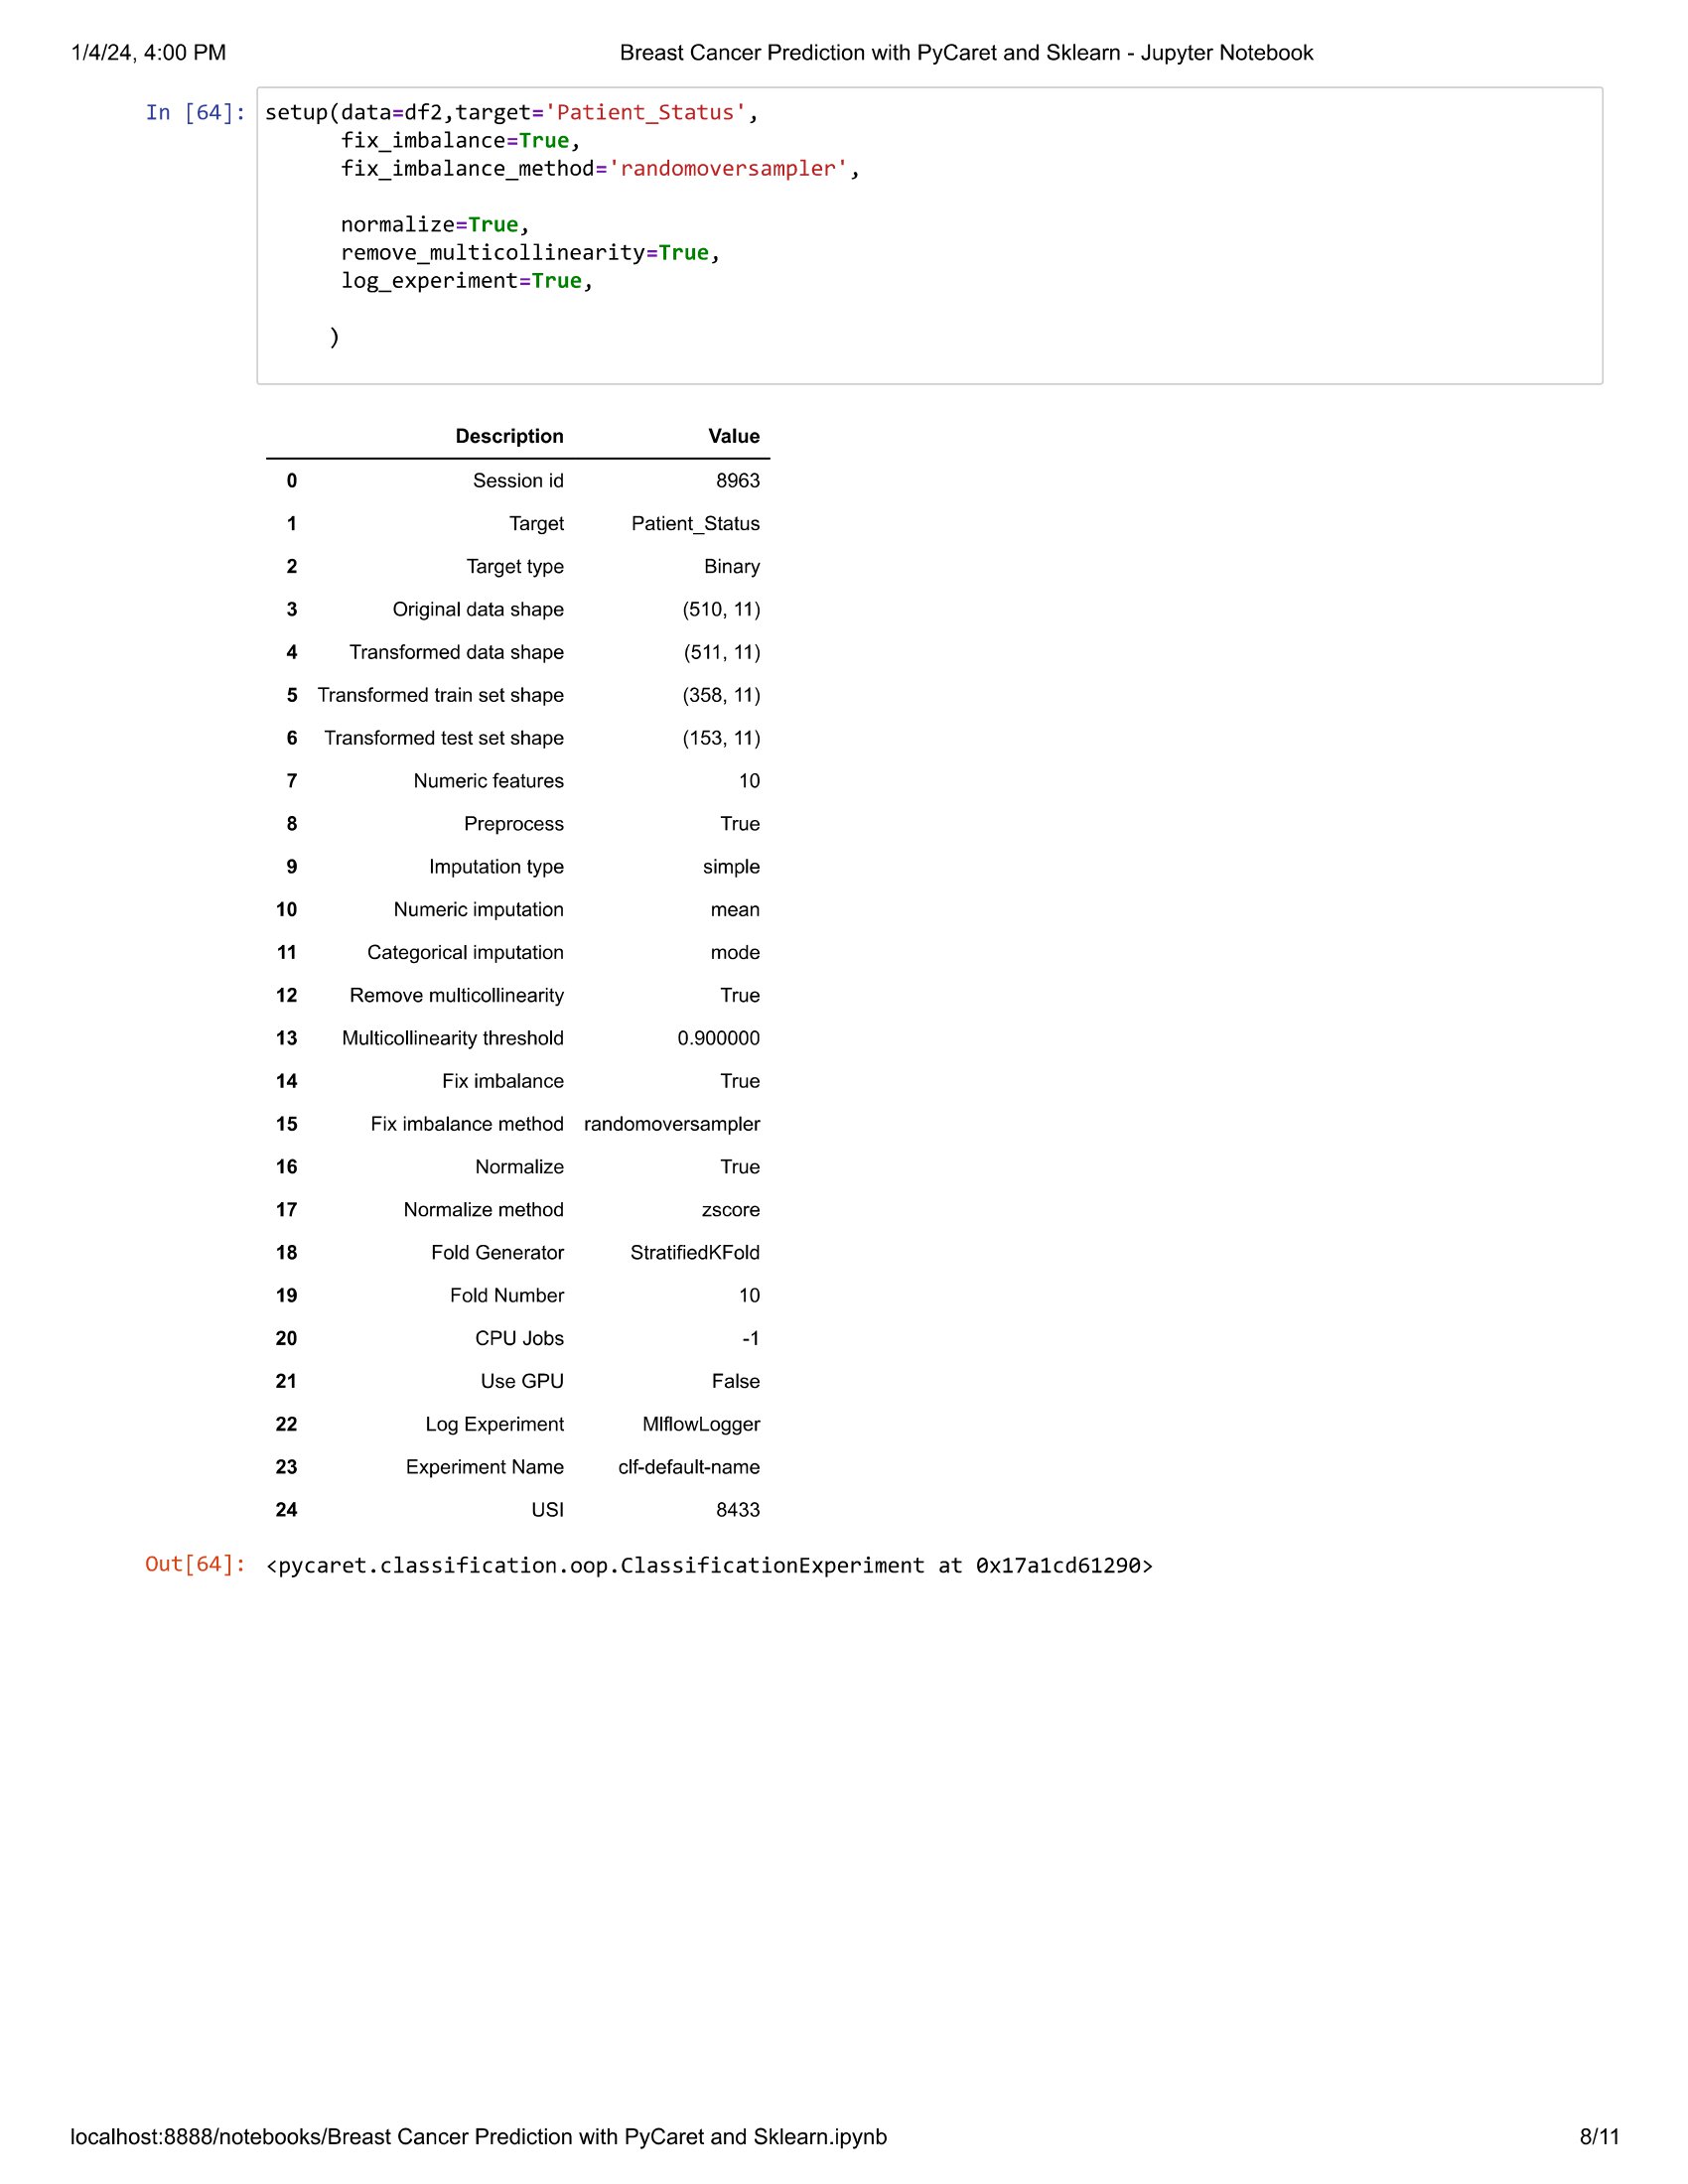 1/4/24, 4:00 PM Breast Cancer Prediction with PyCaret and Sklearn - Jupyter Notebook
In [64]: setup(data=df2,target='Patient_Status',
fix_imbalance=True,
fix_imbalance_method='randomoversampler',
normalize=True,
remove_multicollinearity=True,
log_experiment=True,
)
Description Value
0 Session id 8963
1 Target Patient_Status
2 Target type Binary
3 Original data shape (510, 11)
4 Transformed data shape (511, 11)
5 Transformed train set shape (358, 11)
6 Transformed test set shape (153, 11)
7 Numeric features 10
8 Preprocess True
9 Imputation type simple
10 Numeric imputation mean
11 Categorical imputation mode
12 Remove multicollinearity True
13 Multicollinearity threshold 0.900000
14 Fix imbalance True
15 Fix imbalance method randomoversampler
16 Normalize True
17 Normalize method zscore
18 Fold Generator StratifiedKFold
19 Fold Number 10
20 CPU Jobs -1
21 Use GPU False
22 Log Experiment MlflowLogger
23 Experiment Name clf-default-name
24 USI 8433
Out[64]: <pycaret.classification.oop.ClassificationExperiment at 0x17a1cd61290>
localhost:8888/notebooks/Breast Cancer Prediction with PyCaret and Sklearn.ipynb 8/11